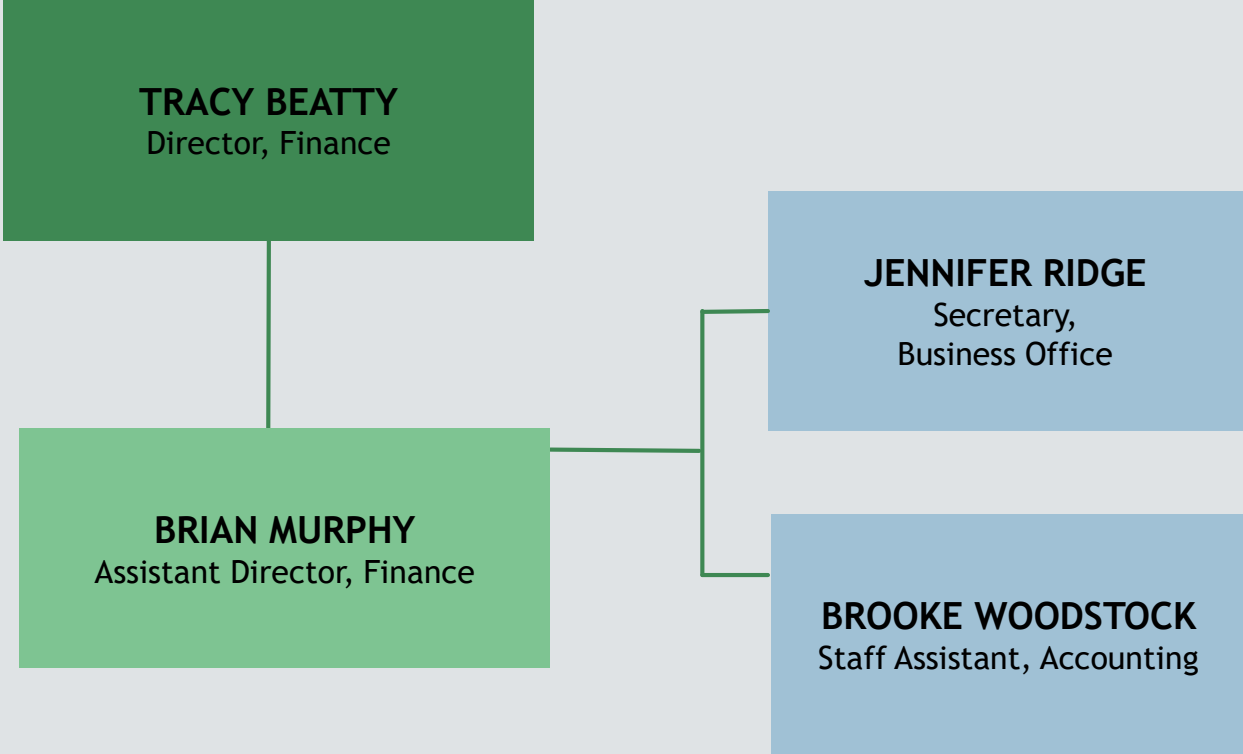 TRACY BEATTY
Director, Finance
JENNIFER RIDGE
Secretary,
Business Office
BRIAN MURPHY
Assistant Director, Finance
BROOKE WOODSTOCK
Staff Assistant, Accounting